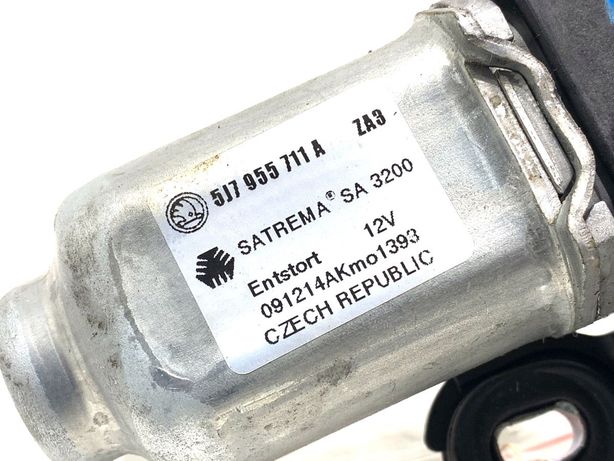 5J7 955 711 A ZA3
SATREMA® SA 3200
Entstort 12V
091214AKmo1393
CZECH REPUBLIC